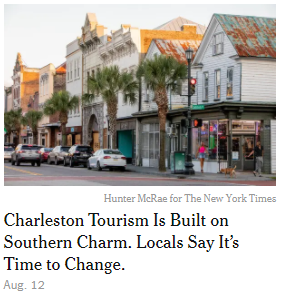 Hunter McRae for The New York Times
Charleston Tourism Is Built on
Southern Charm. Locals Say It's
Time to Change.
Aug. 12